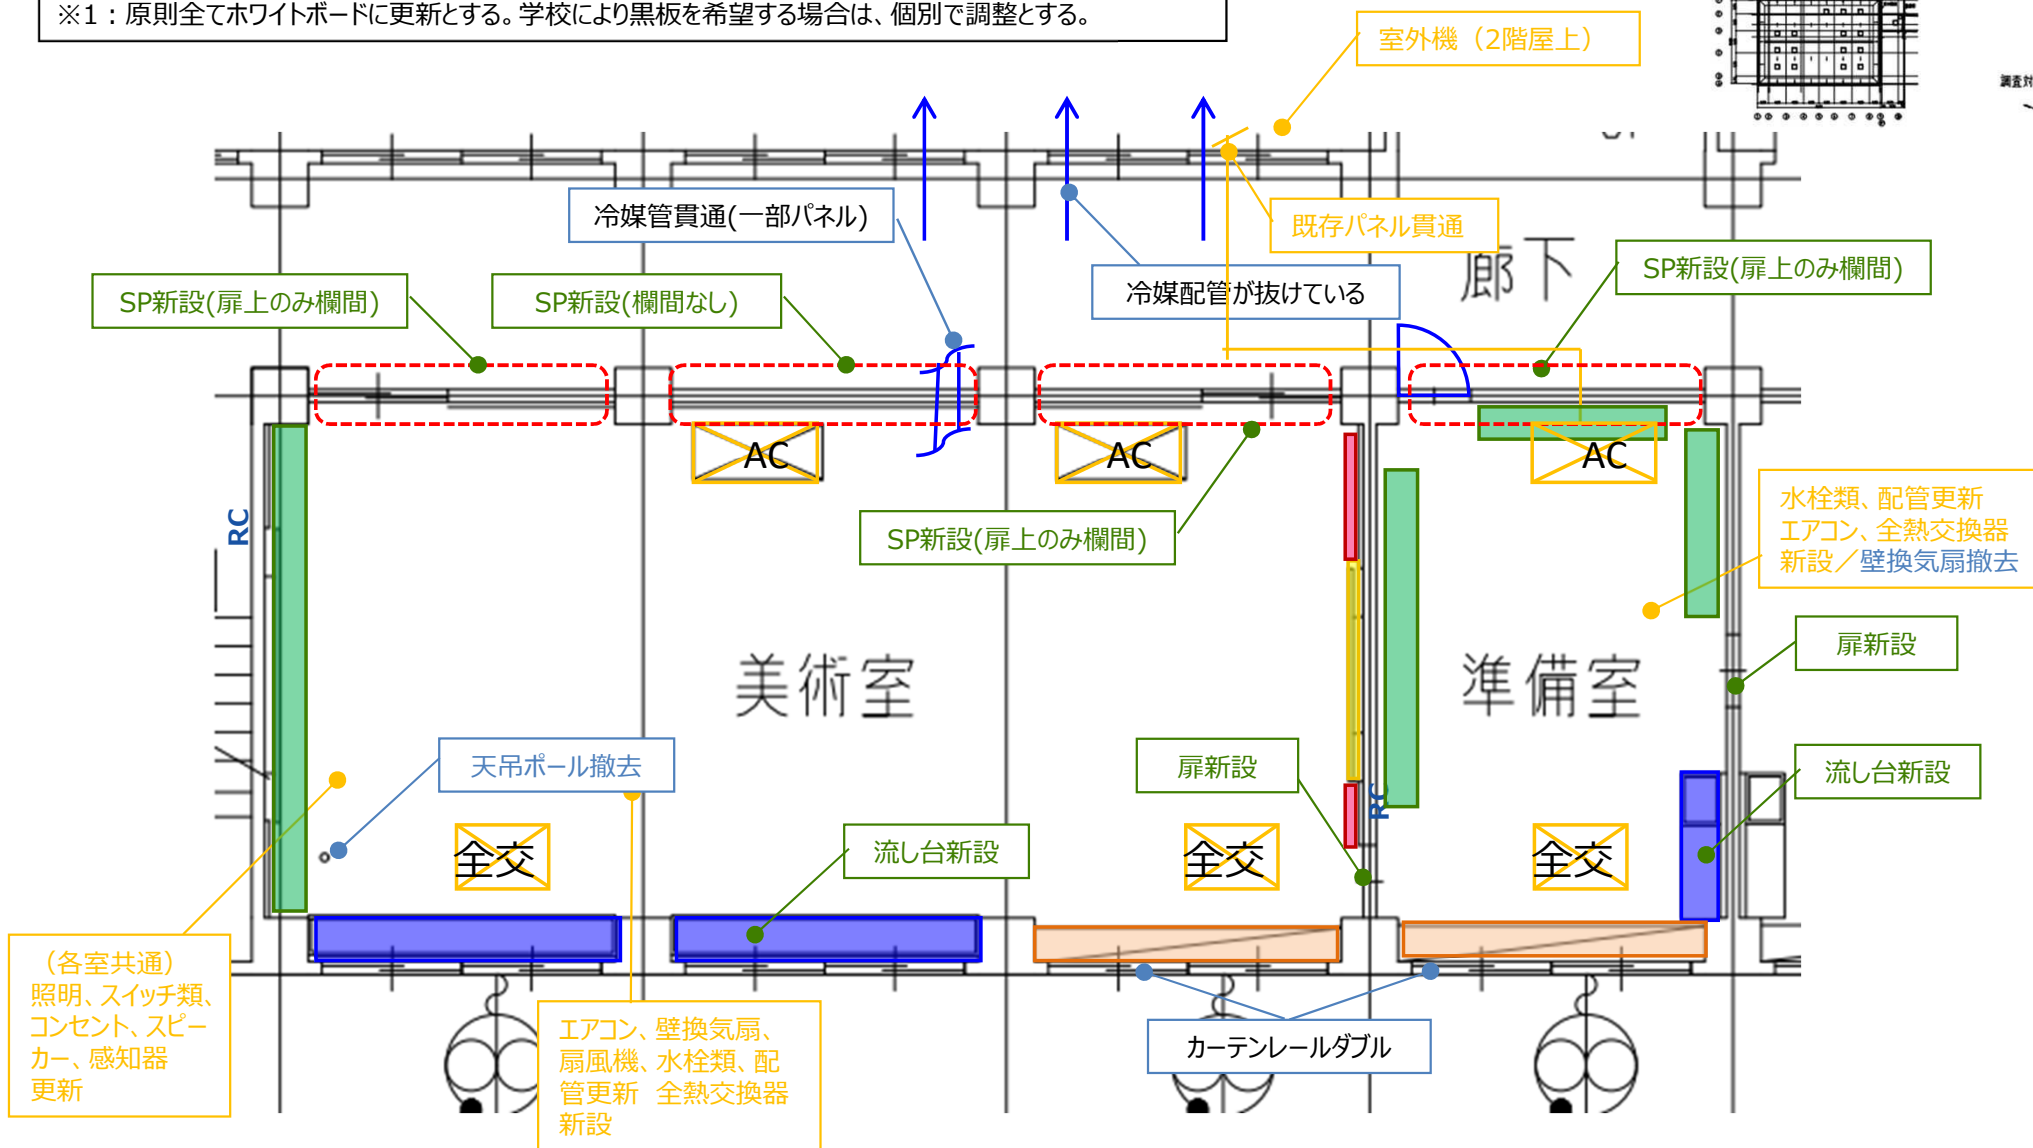 ※1：原則全てホワイトボードに更新とする。学校により黒板を希望する場合は、個別で調整とする。
室外機（2階屋上）
調査対
冷媒管貫通(一部パネル)
既存パネル貫通
廊下
冷媒配管が抜けている
SP新設(扉上のみ欄間)
SP新設(扉上のみ欄間)
SP新設(欄間なし)
AC
AC
AC
RC
SP新設(扉上のみ欄間)
水栓類、配管更新
エアコン、全熱交換器
新設／壁換気扇撤去
扉新設
美術室
準備室
天吊ポール撤去
扉新設
流し台新設
RC
流し台新設
全交
全交
全交
（各室共通）
照明、スイッチ類、
コンセント、スピー
カー、感知器
更新
エアコン、壁換気扇、
扇風機、水栓類、配
管更新　全熱交換器
新設
カーテンレールダブル